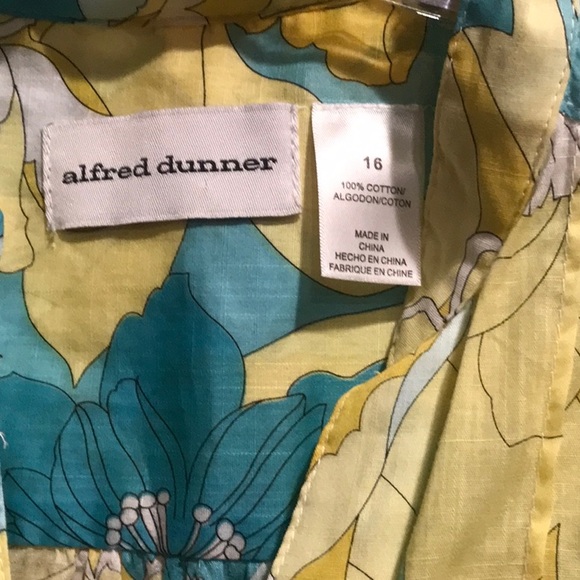 alfred dunner
16
100% COTTON/
ALGODON/COTON
MADE IN
CHINA
HECHO EN CHINA
FABRIQUE EN CHINE